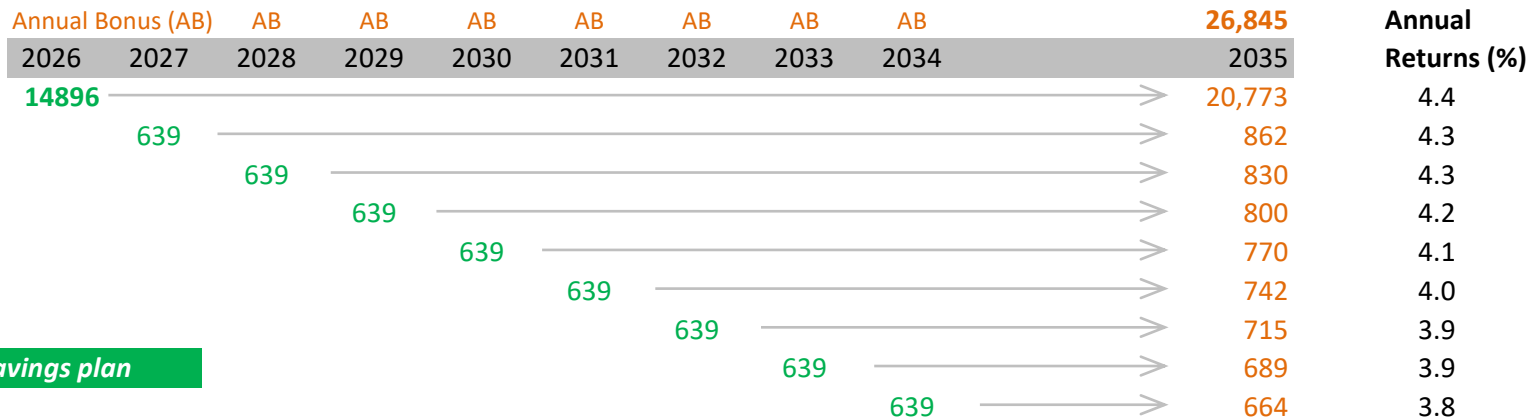 Annual Bonus (AB) AB AB AB AB AB AB AB 26,845 Annual
2026 2027 2028 2029 2030 2031 2032 2033 2034 2035 Returns (%)
14896 20,773 4.4
639 862 4.3
639 830 4.3
639 800 4.2
639 770 4.1
639 742 4.0
639 715 3.9
avings plan 639 689 3.9
639 664 3.8